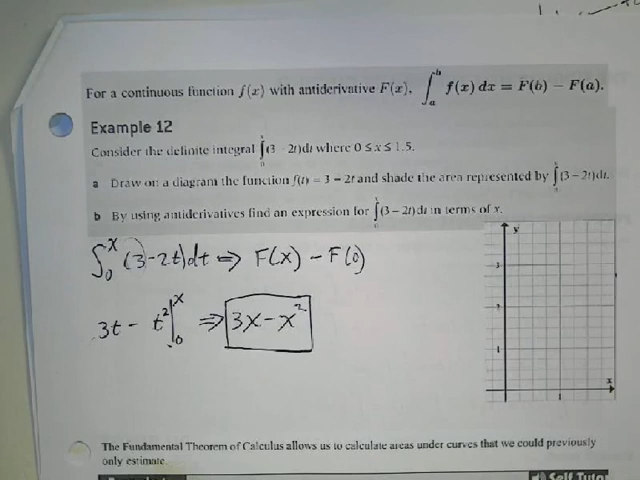 For a continuous function f(x) with antiderivative F(x), ∫ₐᵇ f(x) dx = F(b) − F(a).
Example 12
Consider the definite integral ∫₀ˣ(3 − 2t)dt where 0 ≤ x ≤ 1.5.
a Draw on a diagram the function f(t) = 3 − 2t and shade the area represented by ∫₀ˣ(3 − 2t)dt.
b By using antiderivatives find an expression for ∫₀ˣ(3 − 2t)dt in terms of x.
y
∫₀ˣ (3-2t)dt ⇒ F(x) - F(0)
3
2
3t - t²|₀ˣ ⇒ 3x-x²
1
x
1
The Fundamental Theorem of Calculus allows us to calculate areas under curves that we could previously
only estimate.
Self Tutor